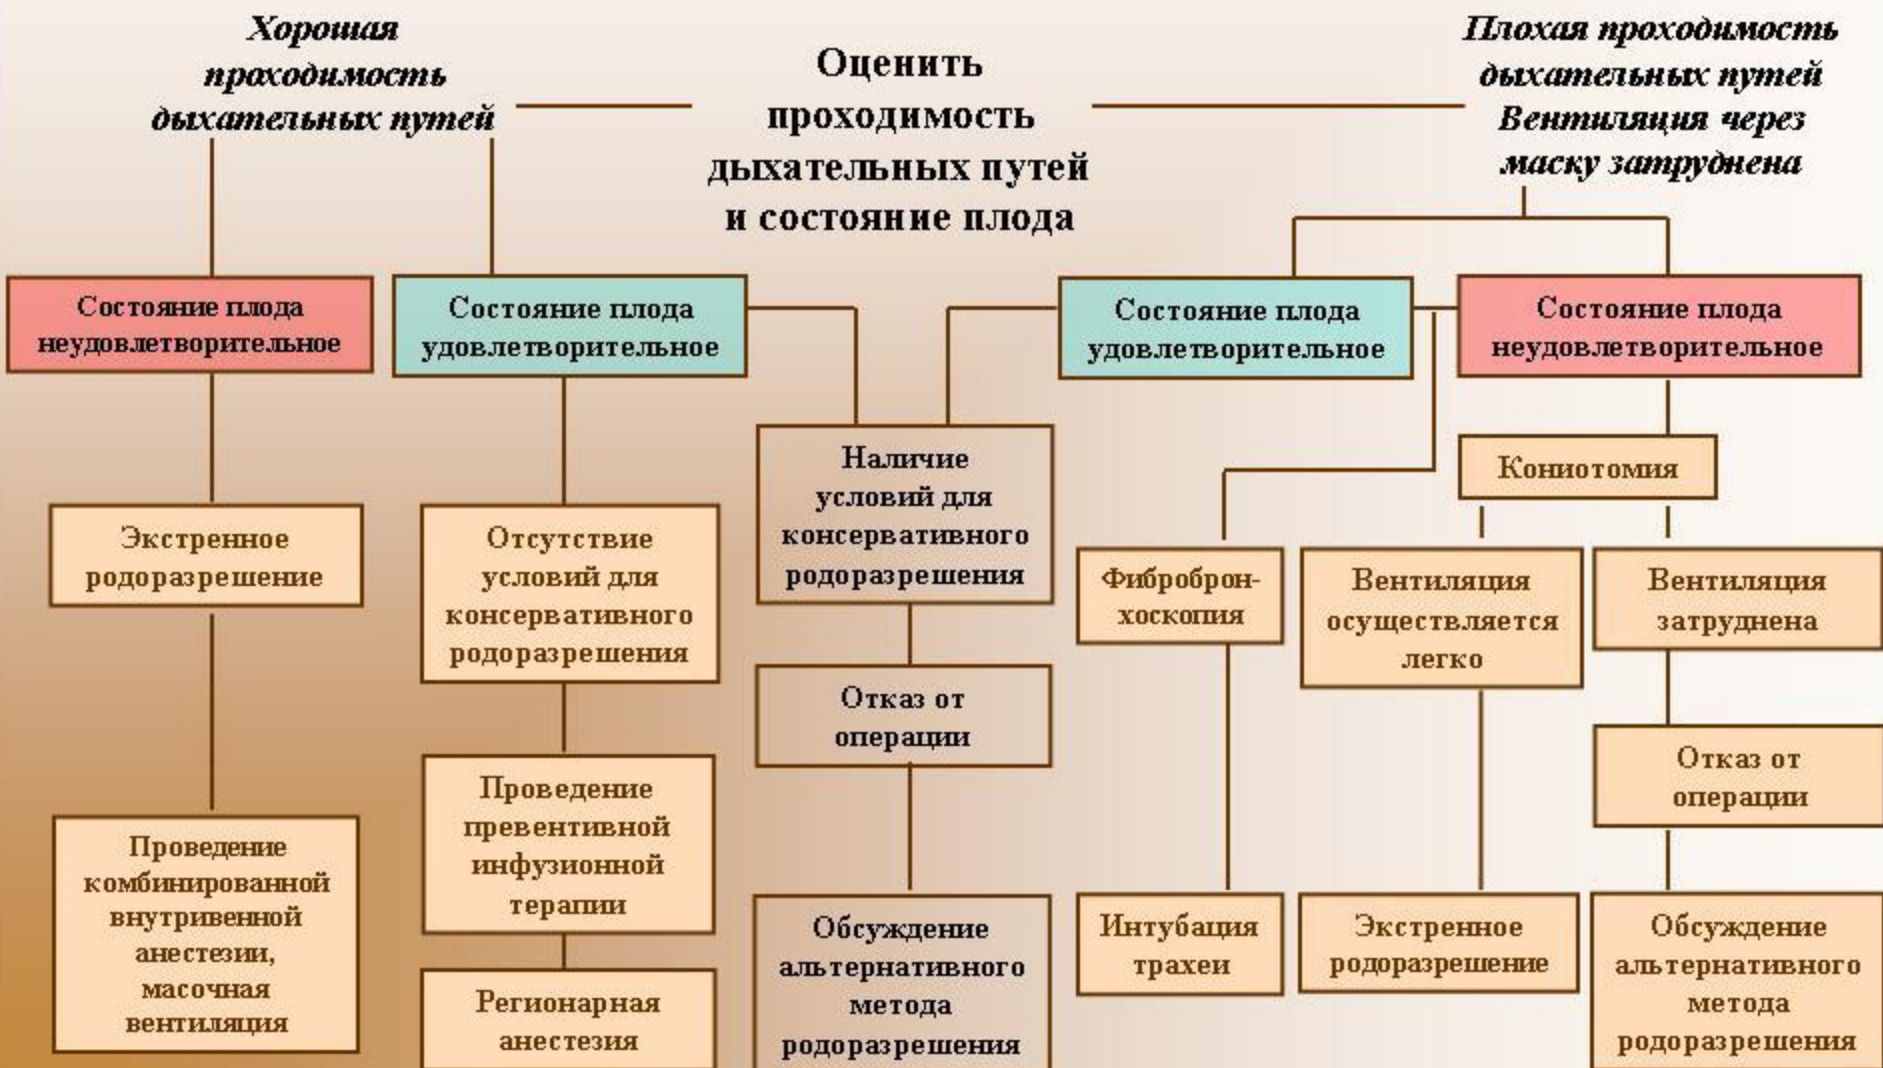 Хорошая
проходимость
дыхательных путей
Оценить
проходимость
дыхательных путей
и состояние плода
Плохая проходимость
дыхательных путей
Вентиляция через
маску затруднена
Состояние плода
неудовлетворительное
Состояние плода
удовлетворительное
Состояние плода
удовлетворительное
Состояние плода
неудовлетворительное
Экстренное
родоразрешение
Проведение
комбинированной
внутривенной
анестезии,
масочная
вентиляция
Отсутствие
условий для
консервативного
родоразрешения
Проведение
превентивной
инфузионной
терапии
Регионарная
анестезия
Наличие
условий для
консервативного
родоразрешения
Отказ от
операции
Обсуждение
альтернативного
метода
родоразрешения
Фиброброн-
хоскопия
Интубация
трахеи
Кониотомия
Вентиляция
осуществляется
легко
Экстренное
родоразрешение
Вентиляция
затруднена
Отказ от
операции
Обсуждение
альтернативного
метода
родоразрешения